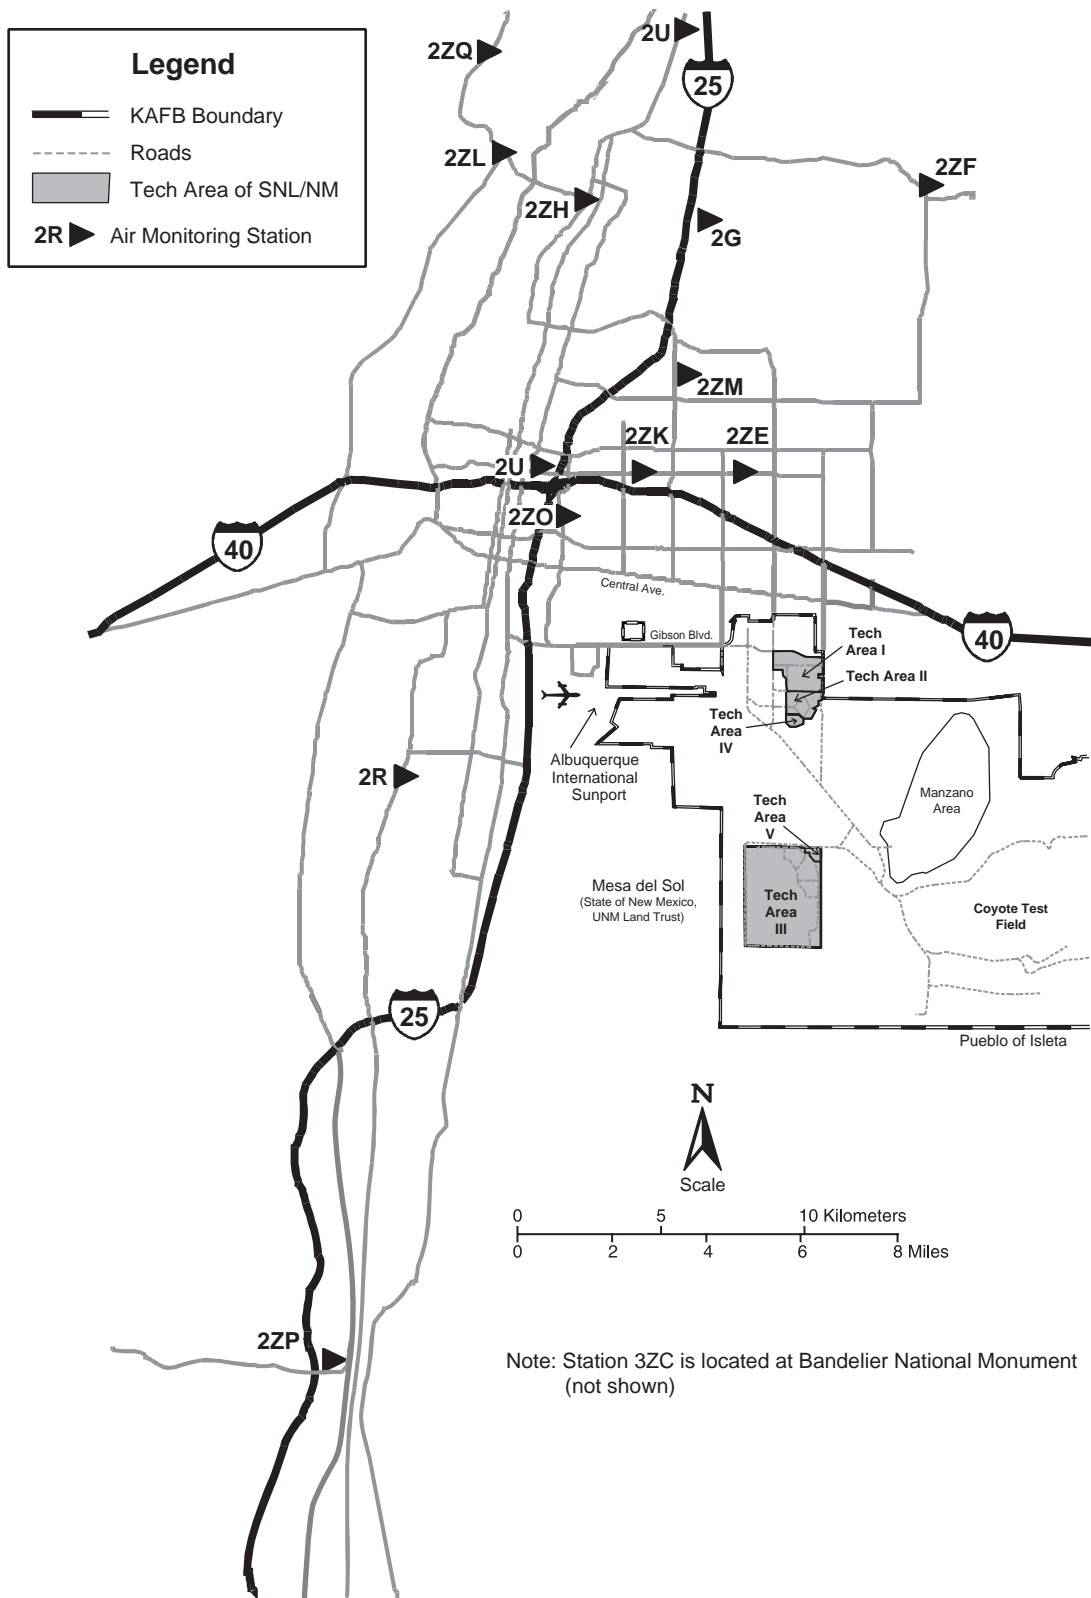 Legend
KAFB Boundary
Roads
Tech Area of SNL/NM
2R Air Monitoring Station
2ZQ
2U
25
2ZL
2ZF
2ZH
2G
2ZM
2ZK
2ZE
2U
2ZO
40
Central Ave.
Gibson Blvd.
40
Tech
Area I
Tech Area II
Tech
Area
IV
Albuquerque
International
Sunport
2R
Manzano
Area
Tech
Area
V
Mesa del Sol
(State of New Mexico,
UNM Land Trust)
Tech
Area
III
Coyote Test
Field
25
Pueblo of Isleta
N
Scale
0 5 10 Kilometers
0 2 4 6 8 Miles
2ZP
Note: Station 3ZC is located at Bandelier National Monument
(not shown)